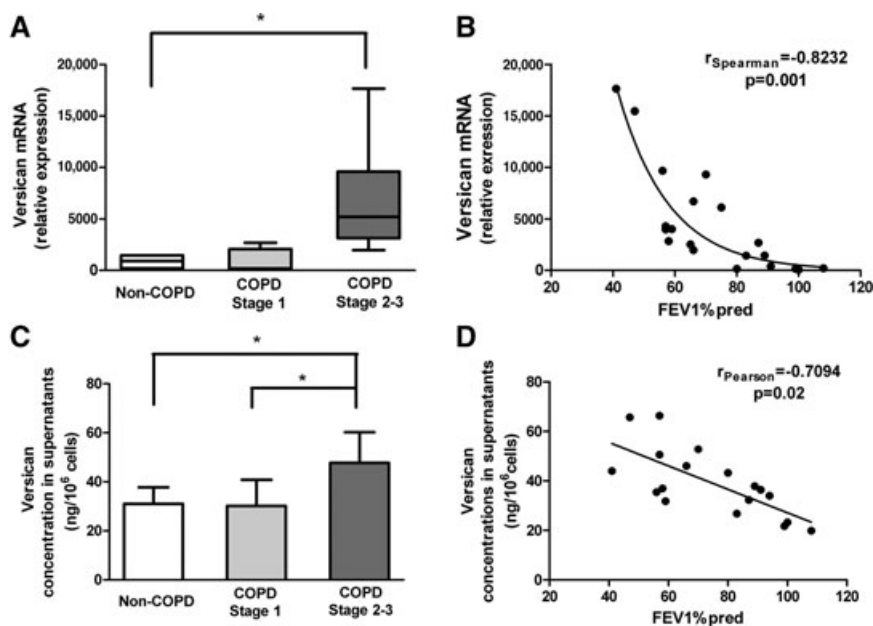 A
*
Versican mRNA
(relative expression)
20,000
15,000
10,000
5000
0
Non-COPD
COPD
Stage 1
COPD
Stage 2-3
B
rSpearman=-0.8232
p=0.001
Versican mRNA
(relative exression)
20,000
15,000
10,000
5000
0
40 60 80 100 120
FEV1%pred
C
*
*
Versican
concentration in supernatants
(ng/10⁶ cells)
80
60
40
20
0
Non-COPD
COPD
Stage 1
COPD
Stage 2-3
D
rPearson=-0.7094
p=0.02
Versican
concentrations in supernatants
(ng/10⁶cells)
80
60
40
20
0
20 40 60 80 100 120
FEV1%pred